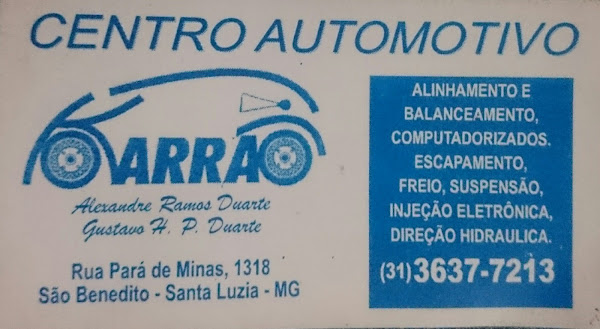 CENTRO AUTOMOTIVO
BARRAO
Alexandre Ramos Duarte
Gustavo H. P. Duarte
Rua Pará de Minas, 1318
São Benedito - Santa Luzia - MG
ALINHAMENTO E
BALANCEAMENTO,
COMPUTADORIZADOS.
ESCAPAMENTO,
FREIO, SUSPENSÃO,
INJEÇÃO ELETRÔNICA,
DIREÇÃO HIDRAULICA.
(31) 3637-7213